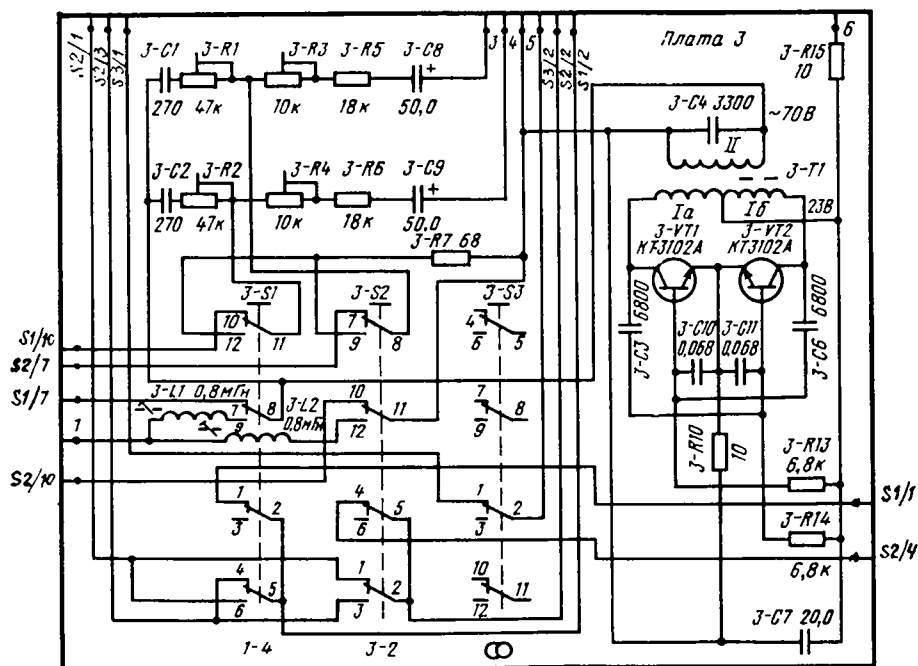 S2/1
S2/3
S3/1
3-C1
3-R1
3-R3
3-R5
3-C8
+
270
47к
10к
18к
50,0
3
4
5
S3/2
S2/2
S1/2
Плата 3
6
3-R15
10
3-C4 3300
~70В
II
3-T1
3-C2
3-R2
3-R4
3-R6
3-C9
+
270
47к
10к
18к
50,0
3-R7 68
Iа
Iб
23В
3-VT1
КТ3102А
3-VT2
КТ3102А
3-S1
3-S2
3-S3
10
12
11
7
9
8
4
6
5
6800
3-C3
3-C10
0,068
3-C11
0,068
6800
3-C6
S1/10
S2/7
S1/7
1
S2/10
3-L1 0,8мГн
7
8
9
3-L2
0,8мГн
10
11
12
7
8
9
3-R10
10
3-R13
6,8к
S1/1
1
2
3
4
5
6
1
2
3
3-R14
6,8к
S2/4
4
5
6
1
2
3
10
11
12
3-C7 20,0
1-4
3-2